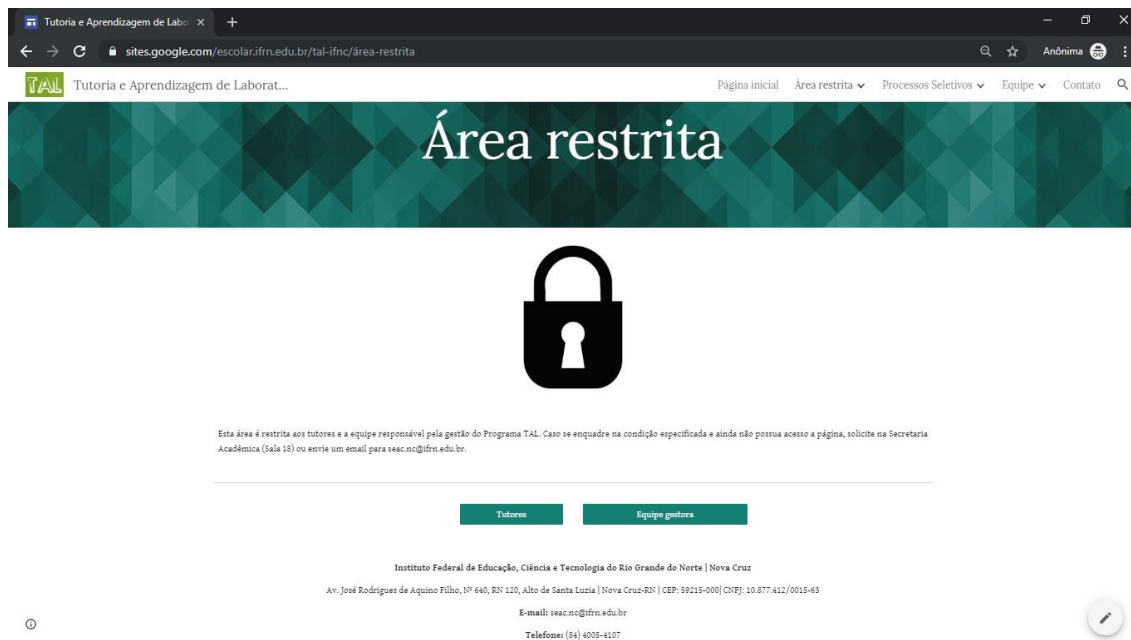 Tutoria e Aprendizagem de Labo
sites.google.com/escolar.ifrn.edu.br/tal-ifnc/área-restrita
Anônima
TAL
Tutoria e Aprendizagem de Laborat...
Página inicial Àrea restrita Processos Seletivos Equipe Contato
Área restrita
Esta área é restrita aos tutores e a equipe responsável pela gestão do Programa TAL. Caso se enquadre na condição especificada e ainda não possua acesso a página, solicite na Secretaria
Acadêmica (Sala 18) ou envie um email para seac.nc@ifrn.edu.br.
Tutores
Equipe gestora
Instituto Federal de Educação, Ciência e Tecnologia do Rio Grande do Norte | Nova Cruz
Av. José Rodrigues de Aquino Filho, Nº 640, RN 120, Alto de Santa Luzia | Nova Cruz-RN | CEP: 59215-000| CNPJ: 10.877.412/0015-63
E-mail: seac.nc@ifrn.edu.br
Telefone: (84) 4005-4107